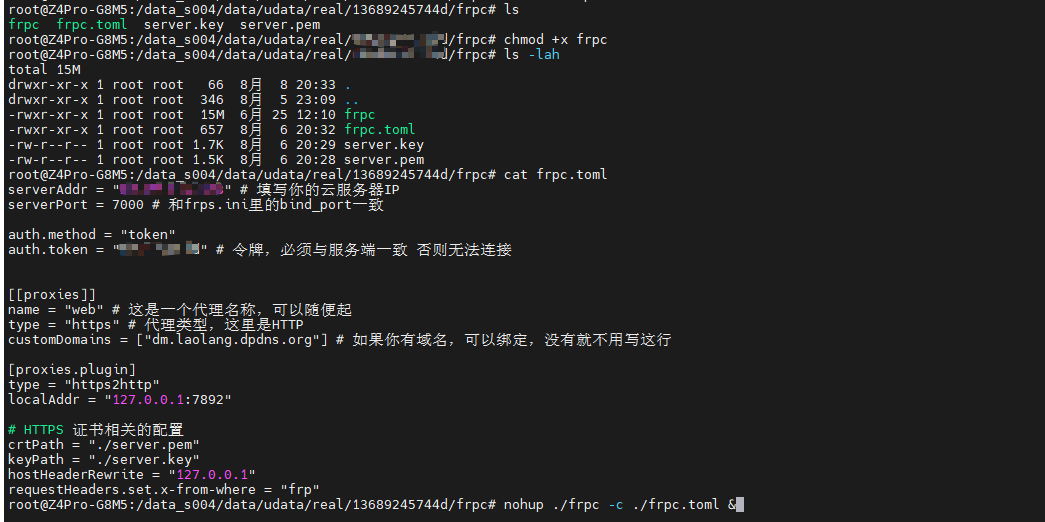 root@Z4Pro-G8M5:/data_s004/data/udata/real/13689245744d/frpc# ls
frpc  frpc.toml  server.key  server.pem
root@Z4Pro-G8M5:/data_s004/data/udata/real/ d/frpc# chmod +x frpc
root@Z4Pro-G8M5:/data_s004/data/udata/real/ d/frpc# ls -lah
total 15M
drwxr-xr-x 1 root root   66  8月   8 20:33 .
drwxr-xr-x 1 root root  346  8月   5 23:09 ..
-rwxr-xr-x 1 root root  15M  6月  25 12:10 frpc
-rwxr-xr-x 1 root root  657  8月   6 20:32 frpc.toml
-rw-r--r-- 1 root root 1.7K  8月   6 20:29 server.key
-rw-r--r-- 1 root root 1.5K  8月   6 20:28 server.pem
root@Z4Pro-G8M5:/data_s004/data/udata/real/13689245744d/frpc# cat frpc.toml
serverAddr = " " # 填写你的云服务器IP
serverPort = 7000 # 和frps.ini里的bind_port一致
auth.method = "token"
auth.token = " " # 令牌，必须与服务端一致 否则无法连接
[[proxies]]
name = "web" # 这是一个代理名称，可以随便起
type = "https" # 代理类型，这里是HTTP
customDomains = ["dm.laolang.dpdns.org"] # 如果你有域名，可以绑定，没有就不用写这行
[proxies.plugin]
type = "https2http"
localAddr = "127.0.0.1:7892"
# HTTPS 证书相关的配置
crtPath = "./server.pem"
keyPath = "./server.key"
hostHeaderRewrite = "127.0.0.1"
requestHeaders.set.x-from-where = "frp"
root@Z4Pro-G8M5:/data_s004/data/udata/real/13689245744d/frpc# nohup ./frpc -c ./frpc.toml &